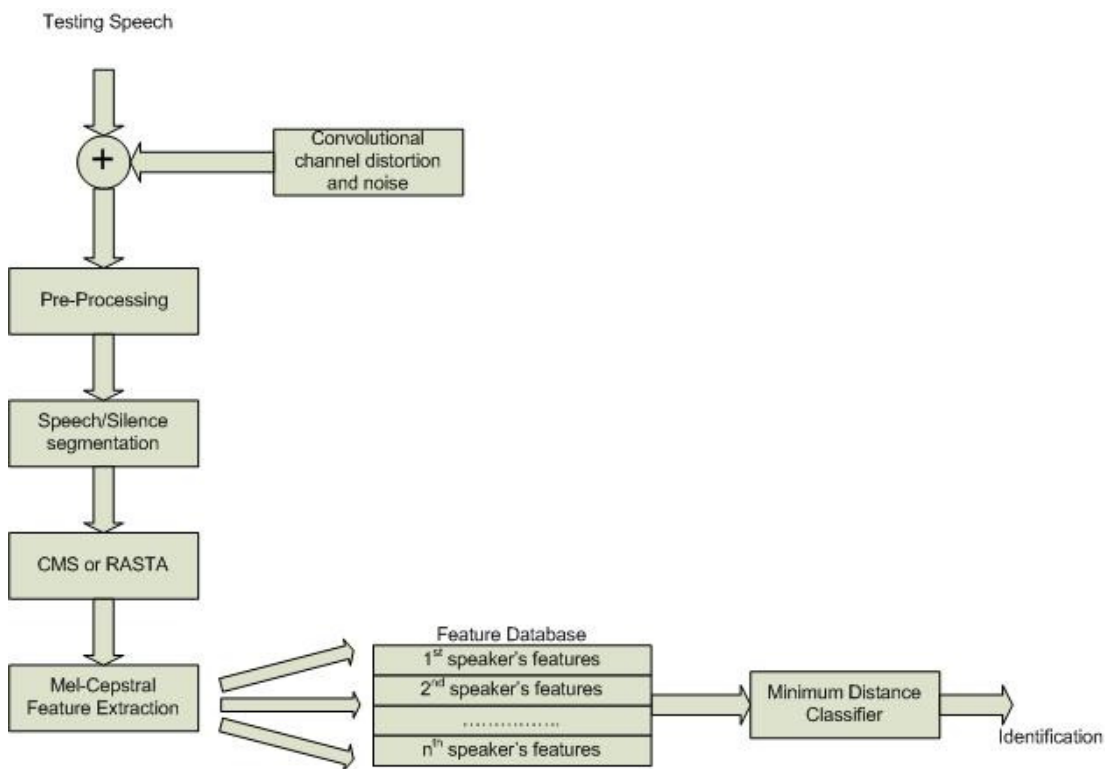 Testing Speech
+
Convolutional
channel distortion
and noise
Pre-Processing
Speech/Silence
segmentation
CMS or RASTA
Mel-Cepstral
Feature Extraction
Feature Database
1st speaker's features
2nd speaker's features
................
nth speaker's features
Minimum Distance
Classifier
Identification